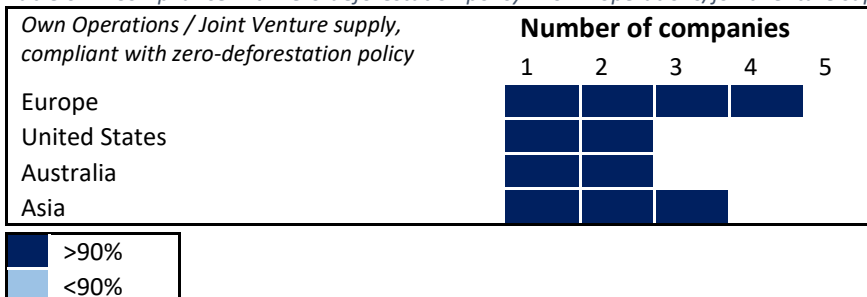 Own Operations / Joint Venture supply,
compliant with zero-deforestation policy
Number of companies
1 2 3 4 5
Europe
United States
Australia
Asia
>90%
<90%